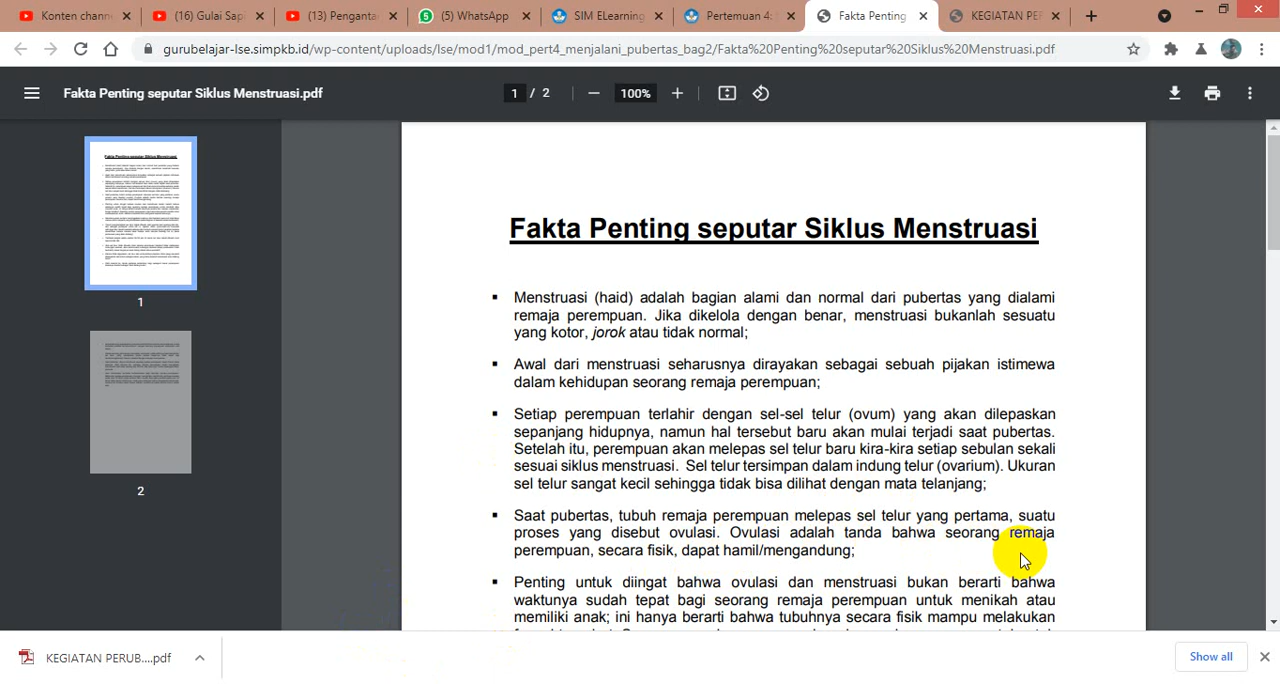 Konten chann
(16) Gulai Sap
(13) Pengantar
(5) WhatsApp
SIM ELearning
Pertemuan 4:
Fakta Penting
KEGIATAN PER
gurubelajar-lse.simpkb.id/wp-content/uploads/lse/mod1/mod_pert4_menjalani_pubertas_bag2/Fakta%20Penting%20seputar%20Siklus%20Menstruasi.pdf
Fakta Penting seputar Siklus Menstruasi.pdf
1 / 2
100%
Fakta Penting seputar Siklus Menstruasi
1
2
Fakta Penting seputar Siklus Menstruasi
▪ Menstruasi (haid) adalah bagian alami dan normal dari pubertas yang dialami
remaja perempuan. Jika dikelola dengan benar, menstruasi bukanlah sesuatu
yang kotor, jorok atau tidak normal;
▪ Awal dari menstruasi seharusnya dirayakan sebagai sebuah pijakan istimewa
dalam kehidupan seorang remaja perempuan;
▪ Setiap perempuan terlahir dengan sel-sel telur (ovum) yang akan dilepaskan
sepanjang hidupnya, namun hal tersebut baru akan mulai terjadi saat pubertas.
Setelah itu, perempuan akan melepas sel telur baru kira-kira setiap sebulan sekali
sesuai siklus menstruasi. Sel telur tersimpan dalam indung telur (ovarium). Ukuran
sel telur sangat kecil sehingga tidak bisa dilihat dengan mata telanjang;
▪ Saat pubertas, tubuh remaja perempuan melepas sel telur yang pertama, suatu
proses yang disebut ovulasi. Ovulasi adalah tanda bahwa seorang remaja
perempuan, secara fisik, dapat hamil/mengandung;
▪ Penting untuk diingat bahwa ovulasi dan menstruasi bukan berarti bahwa
waktunya sudah tepat bagi seorang remaja perempuan untuk menikah atau
memiliki anak; ini hanya berarti bahwa tubuhnya secara fisik mampu melakukan
KEGIATAN PERUB....pdf
Show all